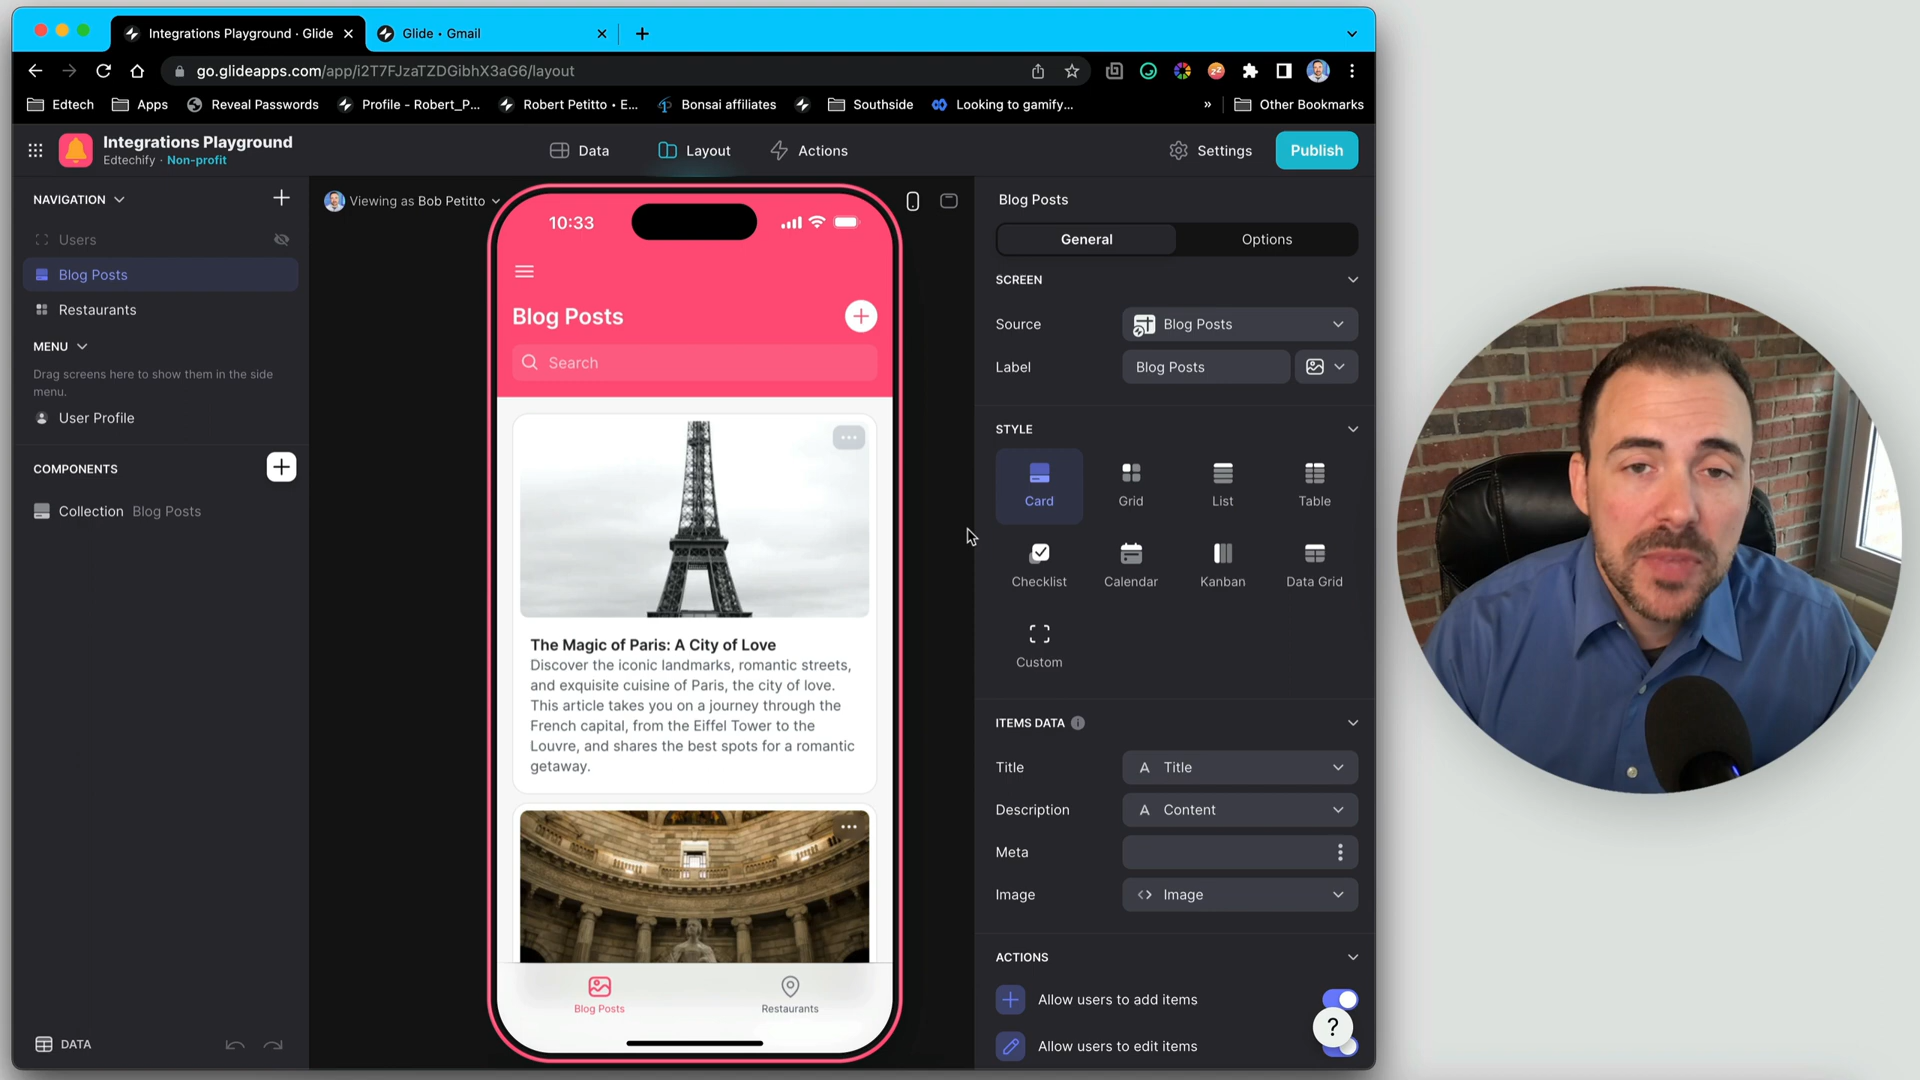 Integrations Playground · Glide
Glide • Gmail
go.glideapps.com/app/i2T7FJzaTZDGibhX3aG6/layout
Edtech
Apps
Reveal Passwords
Profile - Robert_P...
Robert Petitto • E...
Bonsai affiliates
Southside
Looking to gamify...
»
Other Bookmarks
Integrations Playground
Edtechify · Non-profit
Data
Layout
Actions
Settings
Publish
NAVIGATION
Users
Blog Posts
Restaurants
MENU
Drag screens here to show them in the side
menu.
User Profile
COMPONENTS
Collection Blog Posts
DATA
Viewing as Bob Petitto
10:33
Blog Posts
Search
The Magic of Paris: A City of Love
Discover the iconic landmarks, romantic streets,
and exquisite cuisine of Paris, the city of love.
This article takes you on a journey through the
French capital, from the Eiffel Tower to the
Louvre, and shares the best spots for a romantic
getaway.
Blog Posts
Restaurants
Blog Posts
General
Options
SCREEN
Source
Blog Posts
Label
Blog Posts
STYLE
Card
Grid
List
Table
Checklist
Calendar
Kanban
Data Grid
Custom
ITEMS DATA
Title
A Title
Description
A Content
Meta
Image
Image
ACTIONS
Allow users to add items
Allow users to edit items
?